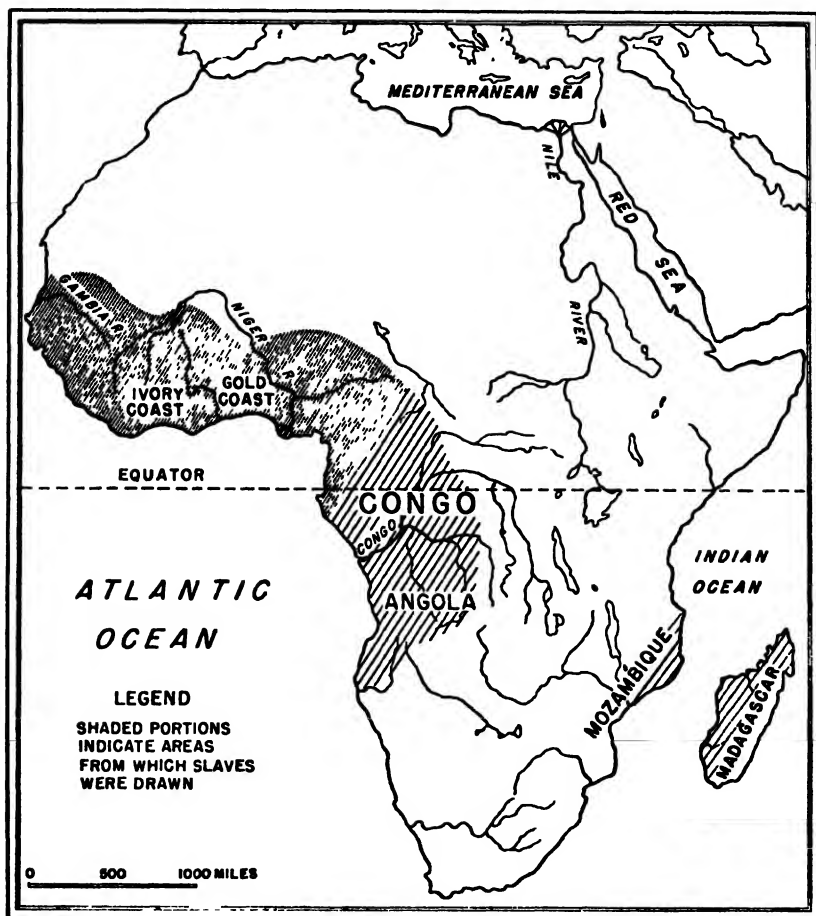 MEDITERRANEAN SEA
NILE
RED
SEA
RIVER
GAMBIA R.
NIGER
R.
IVORY
COAST
GOLD
COAST
EQUATOR
CONGO
CONGO
ANGOLA
INDIAN
OCEAN
ATLANTIC
OCEAN
MOZAMBIQUE
MADAGASCAR
LEGEND
SHADED PORTIONS
INDICATE AREAS
FROM WHICH SLAVES
WERE DRAWN
0 500 1000 MILES